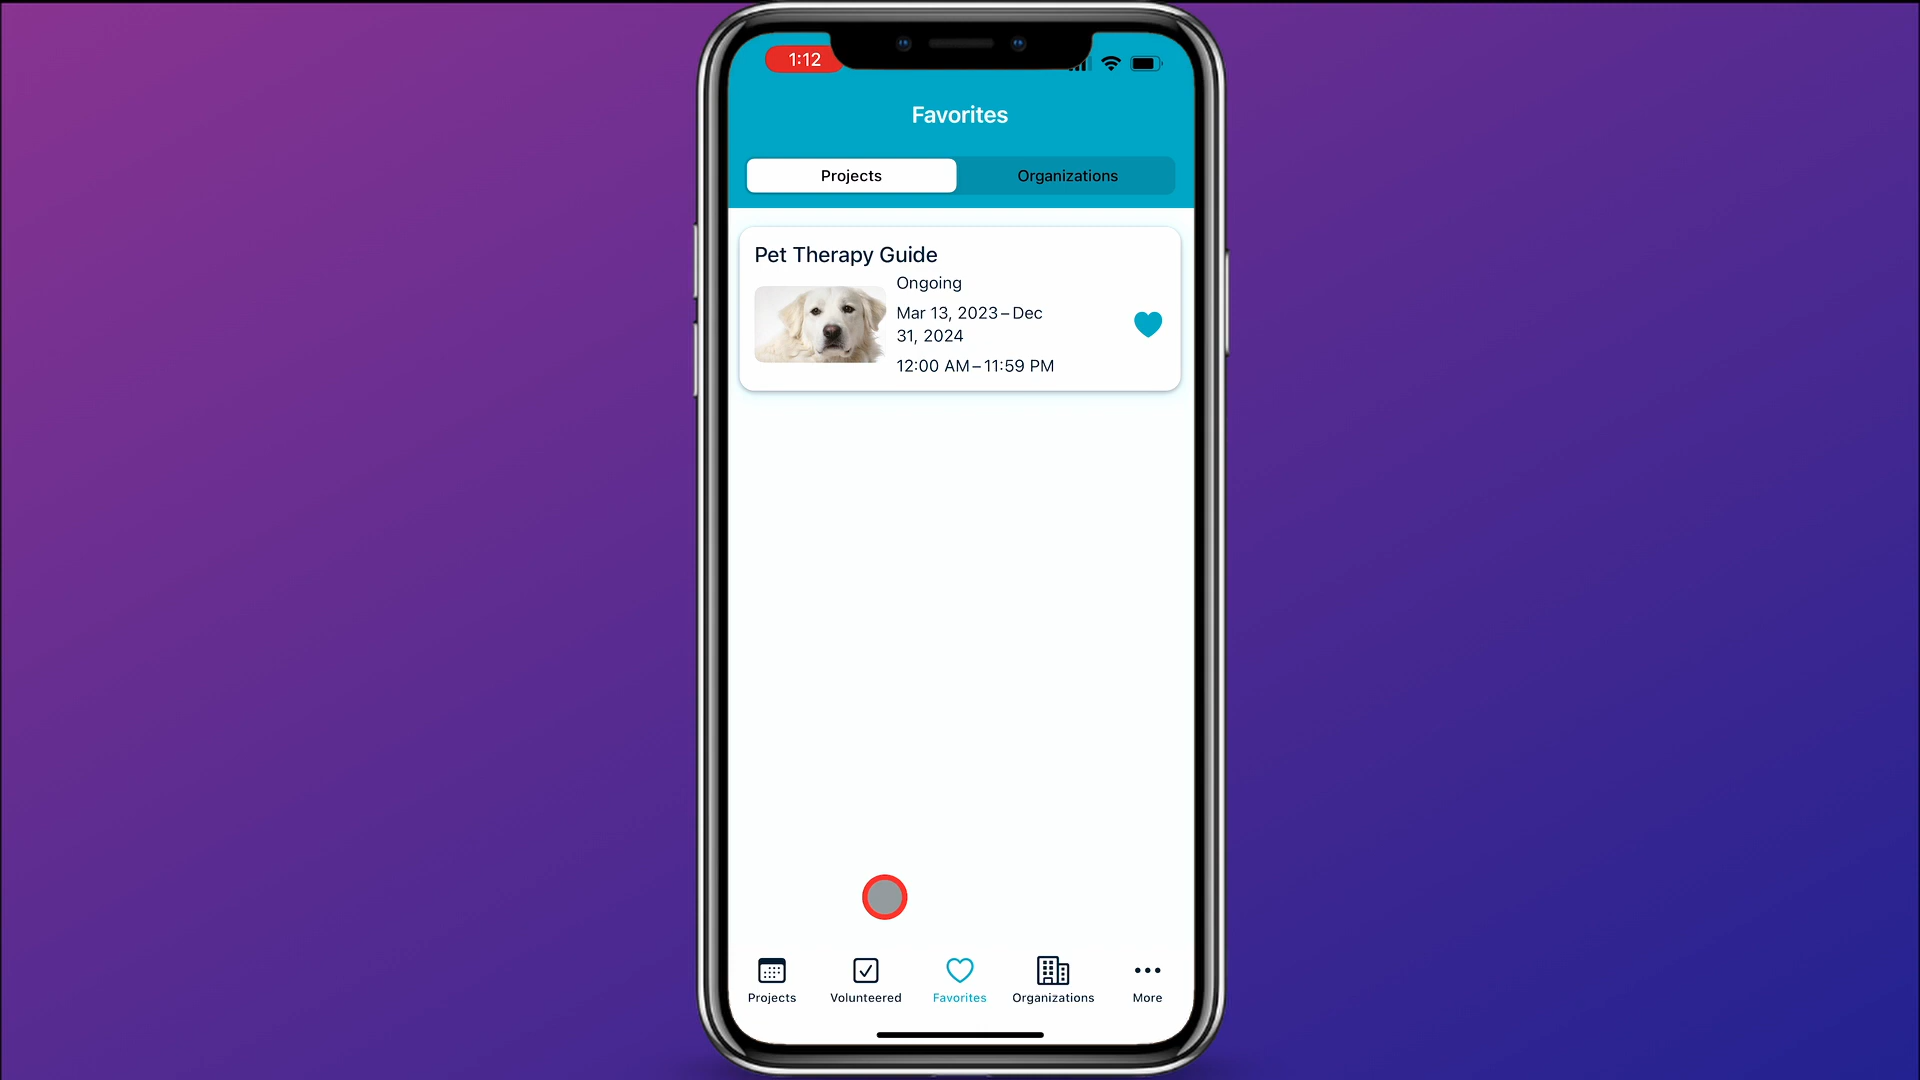 1:12
Favorites
Projects
Organizations
Pet Therapy Guide
Ongoing
Mar 13, 2023 – Dec
31, 2024
12:00 AM – 11:59 PM
Projects
Volunteered
Favorites
Organizations
More